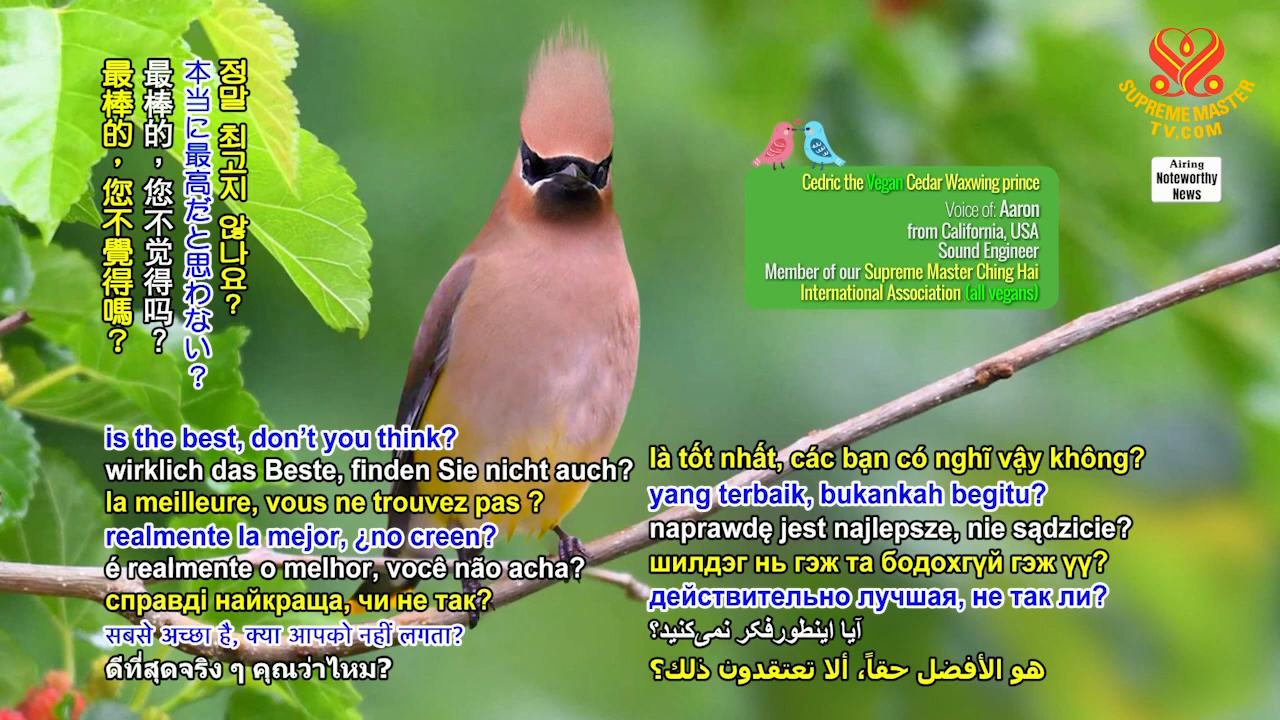 最棒的，您不覺得嗎？
最棒的，您不觉得吗？
本当に最高だと思わない？
정말 최고지 않나요？
SUPREME MASTER
TV.COM
Airing
Noteworthy
News
Cedric the Vegan Cedar Waxwing prince
Voice of: Aaron
from California, USA
Sound Engineer
Member of our Supreme Master Ching Hai
International Association (all vegans)
is the best, don’t you think?
wirklich das Beste, finden Sie nicht auch?
la meilleure, vous ne trouvez pas ?
realmente la mejor, ¿no creen?
é realmente o melhor, você não acha?
справді найкраща, чи не так?
सबसे अच्छा है, क्या आपको नहीं लगता?
ดีที่สุดจริง ๆ คุณว่าไหม?
là tốt nhất, các bạn có nghĩ vậy không?
yang terbaik, bukankah begitu?
naprawdę jest najlepsze, nie sądzicie?
шилдэг нь гэж та бодохгүй гэж үү?
действительно лучшая, не так ли?
آیا اینطورفکر نمی‌کنید؟
هو الأفضل حقاً، ألا تعتقدون ذلك؟